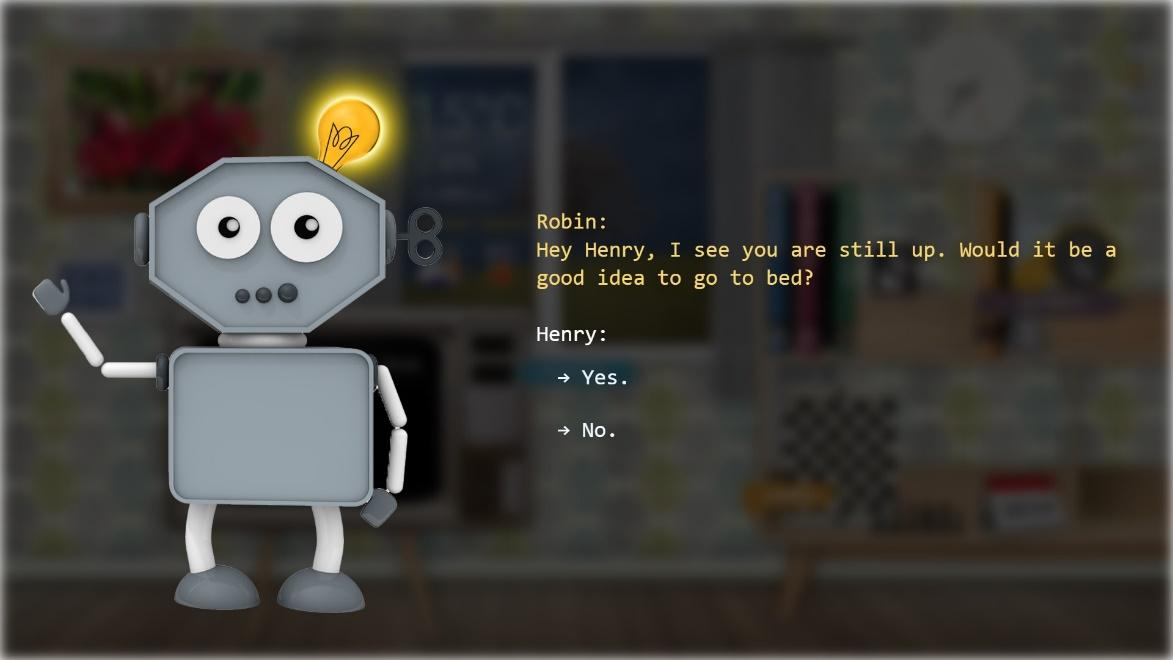 Robin:
Hey Henry, I see you are still up. Would it be a
good idea to go to bed?
Henry:
→ Yes.
→ No.